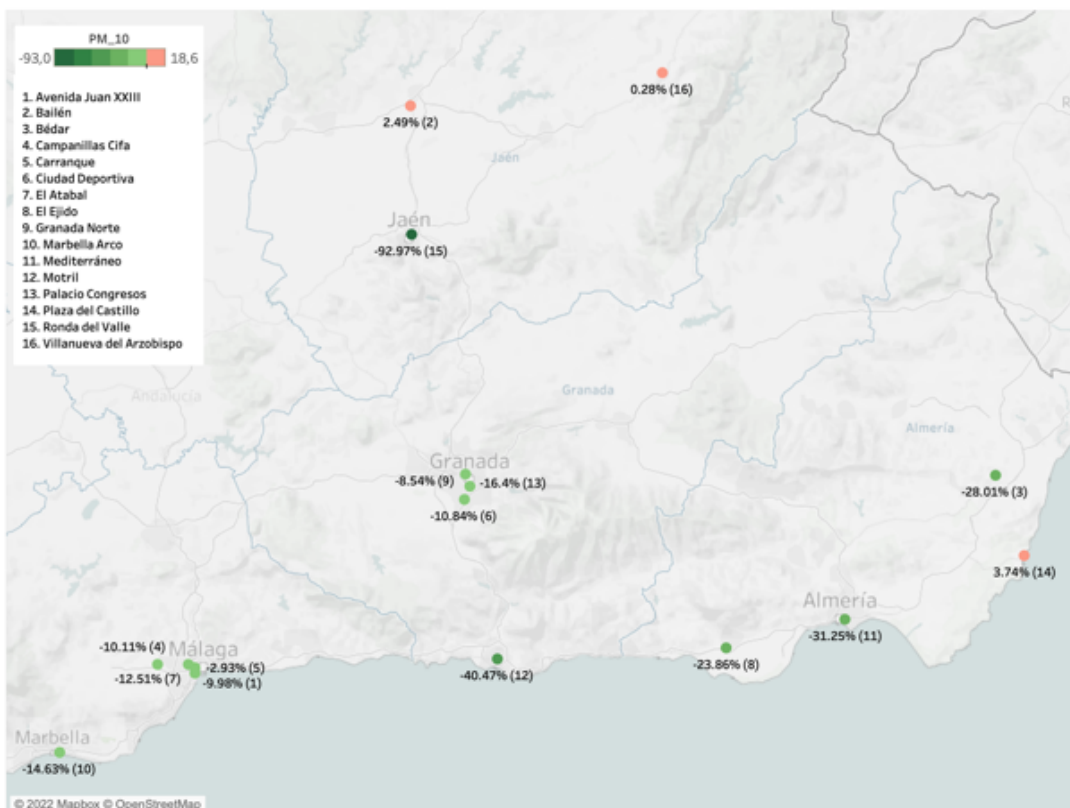 PM_10
-93,0 18,6
1. Avenida Juan XXIII
2. Bailén
3. Bédar
4. Campanillas Cifa
5. Carranque
6. Ciudad Deportiva
7. El Atabal
8. El Ejido
9. Granada Norte
10. Marbella Arco
11. Mediterráneo
12. Motril
13. Palacio Congresos
14. Plaza del Castillo
15. Ronda del Valle
16. Villanueva del Arzobispo
0.28% (16)
R
2.49% (2)
Jaén
Jaén
-92.97% (15)
Granada
Andalucía
Almería
Granada
-8.54% (9)
-16.4% (13)
-10.84% (6)
-28.01% (3)
3.74% (14)
Almería
-31.25% (11)
-10.11% (4)
Málaga
-2.93% (5)
-12.51% (7)
-9.98% (1)
-23.86% (8)
-40.47% (12)
Marbella
-14.63% (10)
© 2022 Mapbox © OpenStreetMap